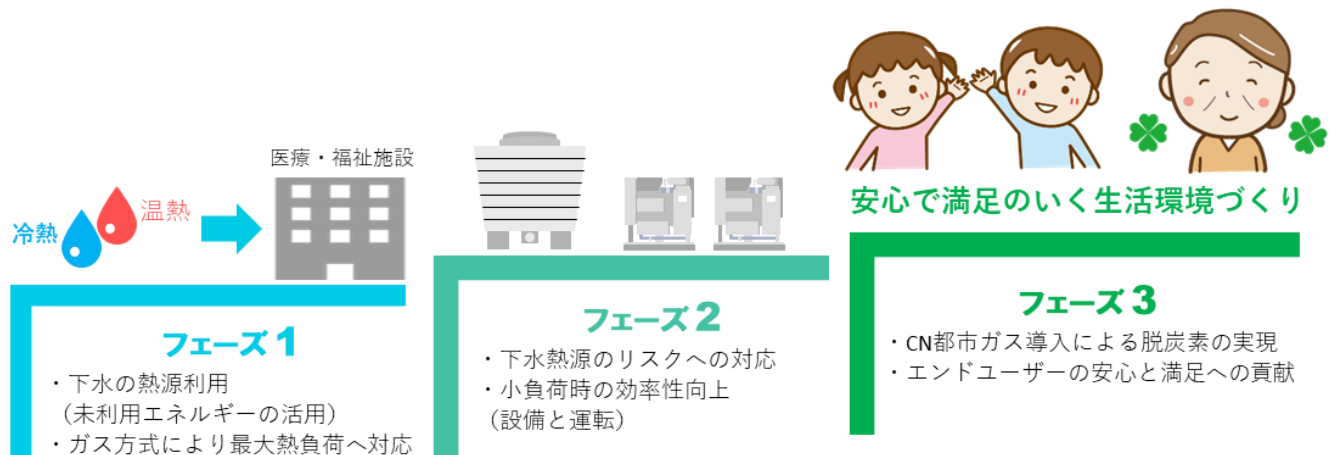 医療・福祉施設
冷熱
温熱
フェーズ1
・下水の熱源利用
（未利用エネルギーの活用）
・ガス方式により最大熱負荷へ対応
フェーズ2
・下水熱源のリスクへの対応
・小負荷時の効率性向上
（設備と運転）
安心で満足のいく生活環境づくり
フェーズ3
・CN都市ガス導入による脱炭素の実現
・エンドユーザーの安心と満足への貢献